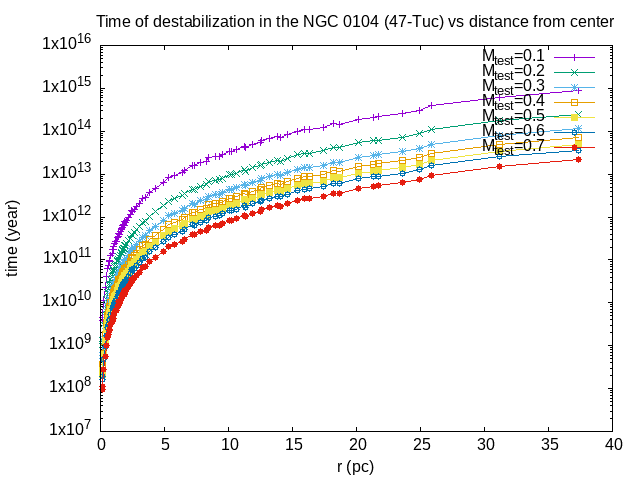 Time of destabilization in the NGC 0104 (47-Tuc) vs distance from center
1x10^16
1x10^15
1x10^14
1x10^13
1x10^12
1x10^11
1x10^10
1x10^9
1x10^8
1x10^7
time (year)
M_test=0.1
M_test=0.2
M_test=0.3
M_test=0.4
M_test=0.5
M_test=0.6
M_test=0.7
0 5 10 15 20 25 30 35 40
r (pc)